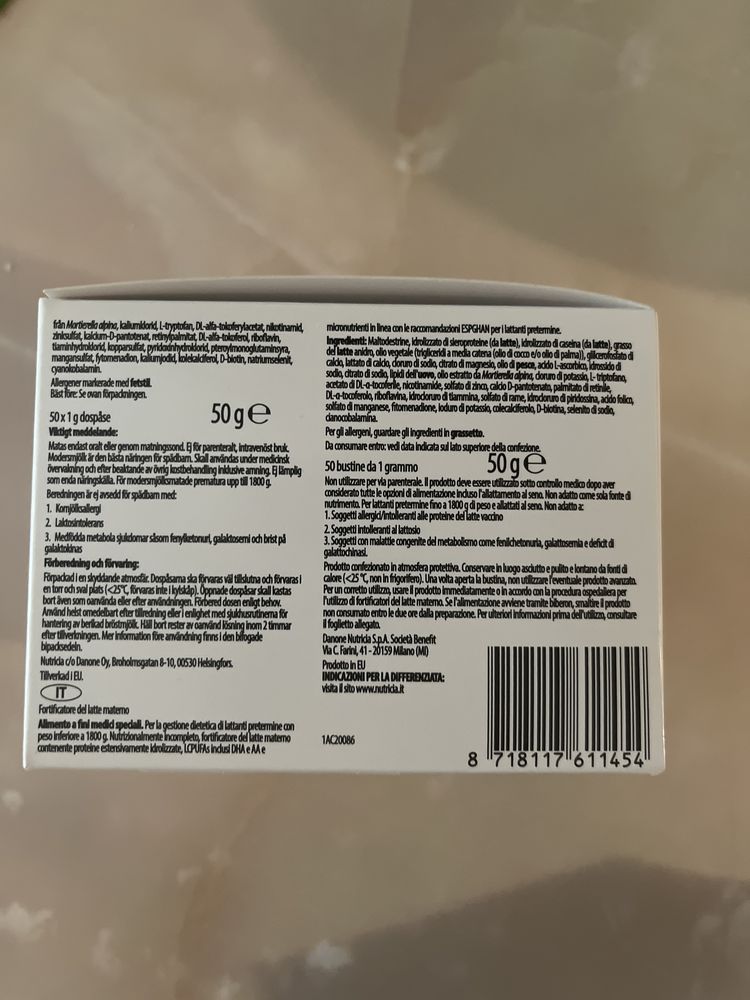 från Mortierella alpina, kaliumklorid, L-tryptofan, DL-alfa-tokoferylacetat, nikotinamid,
zinksulfat, kalcium-D-pantotenat, retinylpalmitat, DL-alfa-tokoferol, riboflavin,
tiaminhydroklorid, kopparsulfat, pyridoxinhydroklorid, pteroylmonoglutaminsyra,
mangansulfat, fytomenadion, kaliumjodid, kolekalciferol, D-biotin, natriumselenit,
cyanokobalamin.
Allergener markerade med fetstil.
Bäst före: Se ovan förpackningen.
50 x 1 g dospåse
50 g e
Viktigt meddelande:
Matas endast oralt eller genom matningssond. Ej för parenteralt, intravenöst bruk.
Modersmjölk är den bästa näringen för spädbarn. Skall användas under medicinsk
övervakning och efter beaktande av övrig kostbehandling inklusive amning. Ej lämplig
som enda näringskälla. För modersmjölksmatade prematura upp till 1800 g.
Beredningen är ej avsedd för spädbarn med:
1. Komjölksallergi
2. Laktosintolerans
3. Medfödda metabola sjukdomar såsom fenylketonuri, galaktosemi och brist på
galaktokinas
Förberedning och förvaring:
Förpackad i en skyddande atmosfär. Dospåsarna ska förvaras väl tillslutna och förvaras i
en torr och sval plats (<25°C, förvaras inte i kylskåp). Öppnade dospåsar skall kastas
bort även som oanvända eller efter användningen. Förbered dosen enligt behov.
Använd helst omedelbart efter tillredning eller i enlighet med sjukhusrutinerna för
hantering av berikad bröstmjölk. Häll bort rester av oanvänd lösning inom 2 timmar
efter tillverkningen. Mer information före användning finns i den bifogade
bipacksedeln.
Nutricia c/o Danone Oy, Broholmsgatan 8-10, 00530 Helsingfors.
Tillverkad i EU.
IT
Fortificatore del latte materno
Alimento a fini medici speciali. Per la gestione dietetica di lattanti pretermine con
peso inferiore a 1800 g. Nutrizionalmente incompleto, fortificatore del latte materno
contenente proteine estensivamente idrolizzate, LCPUFAs inclusi DHA e AA e
micronutrienti in linea con le raccomandazioni ESPGHAN per i lattanti pretermine.
Ingredienti: Maltodestrine, idrolizzato di sieroproteine (da latte), idrolizzato di caseina (da latte), grasso
del latte anidro, olio vegetale (trigliceridi a media catena (olio di cocco e/o olio di palma)), glicerofosfato di
calcio, lattato di calcio, cloruro di sodio, citrato di magnesio, olio di pesce, acido L-ascorbico, idrossido di
sodio, citrato di sodio, lipidi dell'uovo, olio estratto da Mortierella alpina, cloruro di potassio, L- triptofano,
acetato di DL-α-tocoferile, nicotinamide, solfato di zinco, calcio D-pantotenato, palmitato di retinile,
DL-α-tocoferolo, riboflavina, idrocloruro di tiammina, solfato di rame, idrocloruro di piridossina, acido folico,
solfato di manganese, fitomenadione, ioduro di potassio, colecalciferolo, D-biotina, selenito di sodio,
cianocobalamina.
Per gli allergeni, guardare gli ingredienti in grassetto.
Da consumare entro: vedi data indicata sul lato superiore della confezione.
50 bustine da 1 grammo
50 g e
Non utilizzare per via parenterale. Il prodotto deve essere utilizzato sotto controllo medico dopo aver
considerato tutte le opzioni di alimentazione incluso l'allattamento al seno. Non adatto come sola fonte di
nutrimento. Per lattanti pretermine fino a 1800 g di peso e allattati al seno. Non adatto a:
1. Soggetti allergici/intolleranti alle proteine del latte vaccino
2. Soggetti intolleranti al lattosio
3. Soggetti con malattie congenite del metabolismo come fenilchetonuria, galattosemia e deficit di
galattochinasi.
Prodotto confezionato in atmosfera protettiva. Conservare in luogo asciutto e pulito e lontano da fonti di
calore (<25 °C, non in frigorifero). Una volta aperta la bustina, non utilizzare l'eventuale prodotto avanzato.
Per un corretto utilizzo, usare il prodotto immediatamente o in accordo con la procedura ospedaliera per
l'utilizzo di fortificatori del latte materno. Se l'alimentazione avviene tramite biberon, smaltire il prodotto
non consumato entro le due ore dalla preparazione. Per ulteriori informazioni prima dell'utilizzo, consultare
il foglietto allegato.
Danone Nutricia S.p.A. Società Benefit
Via C. Farini, 41 - 20159 Milano (MI)
Prodotto in EU
INDICAZIONI PER LA DIFFERENZIATA:
visita il sito www.nutricia.it
1AC20086
8 718117 611454